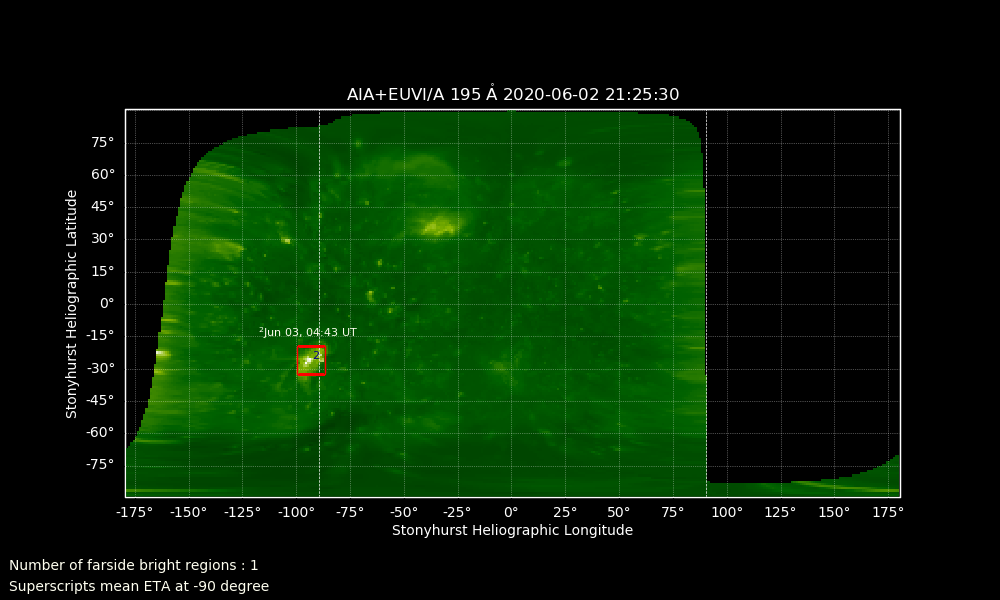 AIA+EUVI/A 195 Å 2020-06-02 21:25:30
Stonyhurst Heliographic Latitude
75°
60°
45°
30°
15°
0°
-15°
-30°
-45°
-60°
-75°
²Jun 03, 04:43 UT
2
-175° -150° -125° -100° -75° -50° -25° 0° 25° 50° 75° 100° 125° 150° 175°
Stonyhurst Heliographic Longitude
Number of farside bright regions : 1
Superscripts mean ETA at -90 degree